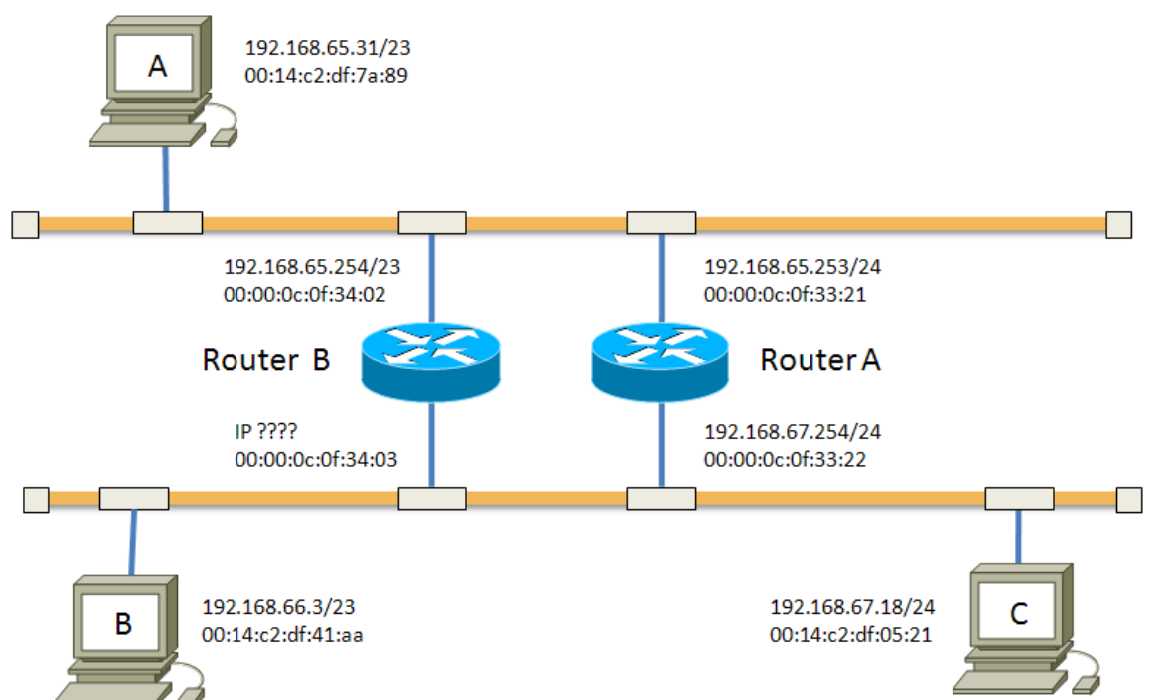 A
192.168.65.31/23
00:14:c2:df:7a:89
192.168.65.254/23
00:00:0c:0f:34:02
192.168.65.253/24
00:00:0c:0f:33:21
Router B
Router A
IP ????
00:00:0c:0f:34:03
192.168.67.254/24
00:00:0c:0f:33:22
B
192.168.66.3/23
00:14:c2:df:41:aa
192.168.67.18/24
00:14:c2:df:05:21
C